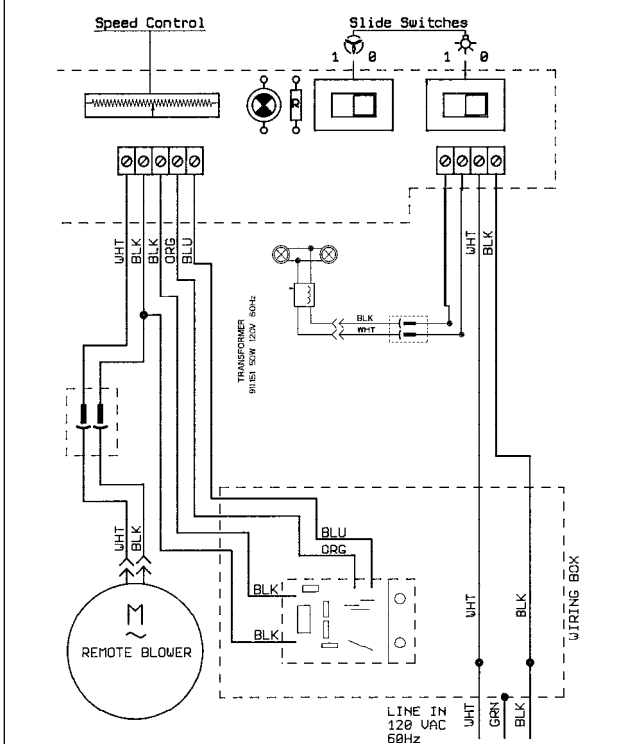 Speed Control
Slide Switches
1 0
1 0
R
WHT
BLK
BLK
ORG
BLU
WHT
BLK
TRANSFORMER
911151 50W 120V 60Hz
BLK
WHT
BLU
ORG
WHT
BLK
BLK
BLK
M
~
REMOTE BLOWER
WHT
BLK
WIRING BOX
LINE IN
120 VAC
60Hz
WHT
GRN
BLK